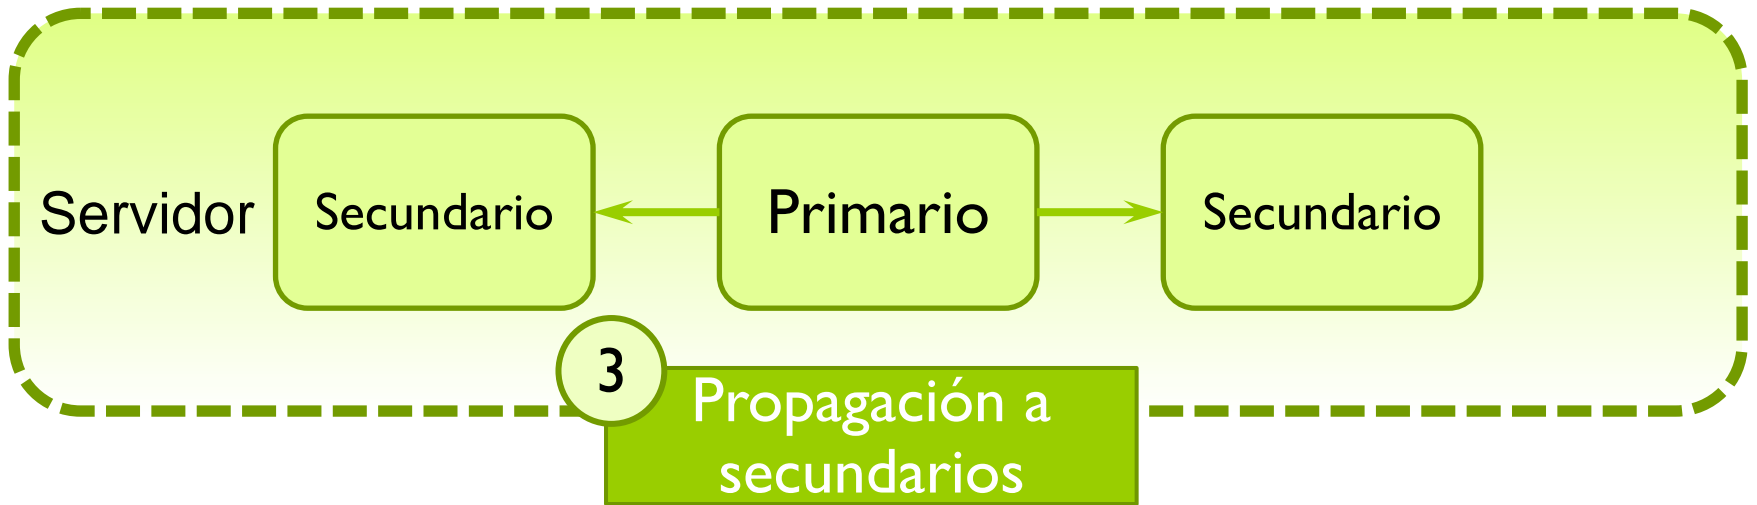 Servidor
Secundario
Primario
Secundario
3
Propagación a
secundarios